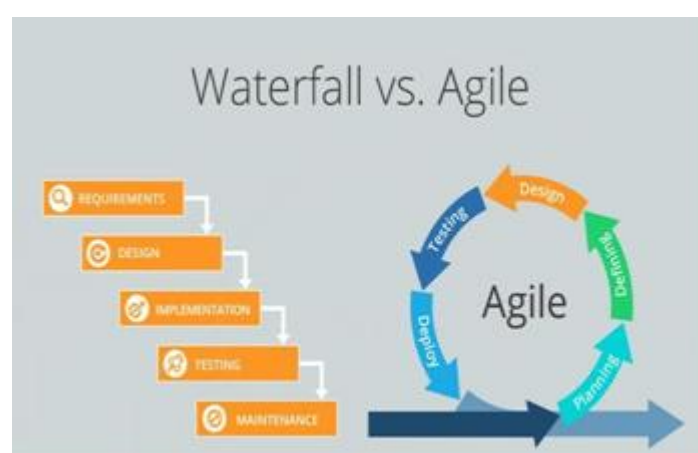 Waterfall vs. Agile
REQUIREMENTS
DESIGN
IMPLEMENTATION
TESTING
MAINTENANCE
Design
Testing
Defining
Agile
Deploy
Planning